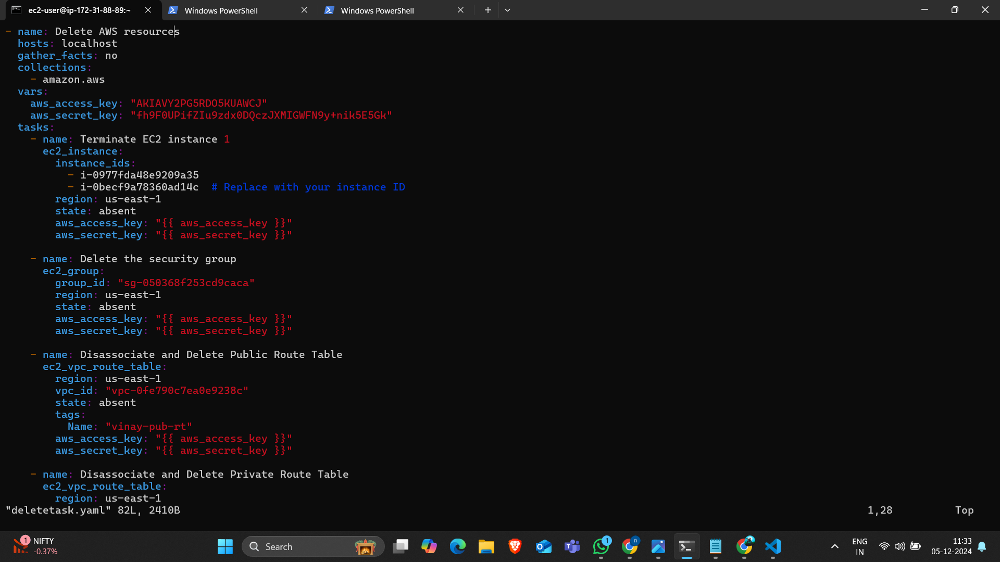 ec2-user@ip-172-31-88-89:~
Windows PowerShell
Windows PowerShell
- name: Delete AWS resources
  hosts: localhost
  gather_facts: no
  collections:
    - amazon.aws
  vars:
    aws_access_key: "AKIAVY2PG5RDO5KUAWCJ"
    aws_secret_key: "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"
  tasks:
    - name: Terminate EC2 instance 1
      ec2_instance:
        instance_ids:
          - i-0977fda48e9209a35
          - i-0becf9a78360ad14c  # Replace with your instance ID
        region: us-east-1
        state: absent
        aws_access_key: "{{ aws_access_key }}"
        aws_secret_key: "{{ aws_secret_key }}"
    - name: Delete the security group
      ec2_group:
        group_id: "sg-050368f253cd9caca"
        region: us-east-1
        state: absent
        aws_access_key: "{{ aws_access_key }}"
        aws_secret_key: "{{ aws_secret_key }}"
    - name: Disassociate and Delete Public Route Table
      ec2_vpc_route_table:
        region: us-east-1
        vpc_id: "vpc-0fe790c7ea0e9238c"
        state: absent
        tags:
          Name: "vinay-pub-rt"
        aws_access_key: "{{ aws_access_key }}"
        aws_secret_key: "{{ aws_secret_key }}"
    - name: Disassociate and Delete Private Route Table
      ec2_vpc_route_table:
        region: us-east-1
"deletetask.yaml" 82L, 2410B 1,28 Top
1
NIFTY
-0.37%
Search
1
n
ENG
IN
11:33
05-12-2024